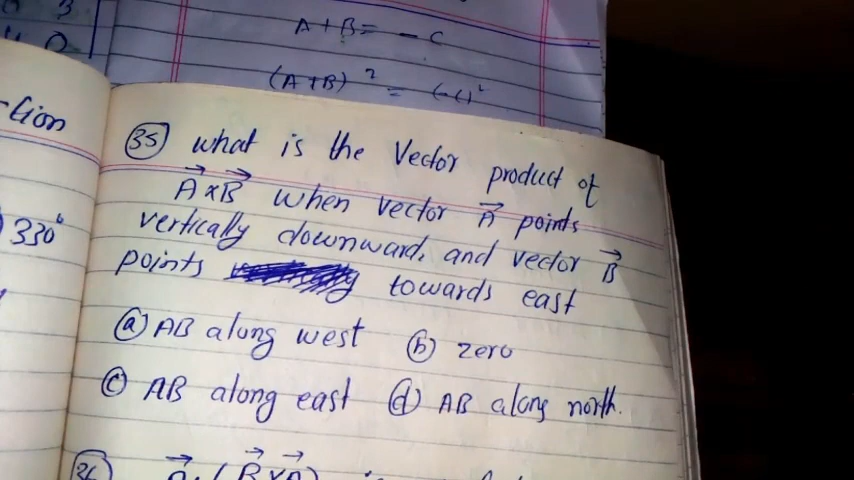 A+B = - C
(A+B)² = (-C)²
-tion
330°
(35) what is the Vector product of
A⃗×B⃗ when vector A⃗ points
vertically downward, and vector B⃗
points towards east
(a) AB along west (b) zero
(c) AB along east (d) AB along north.
(36)